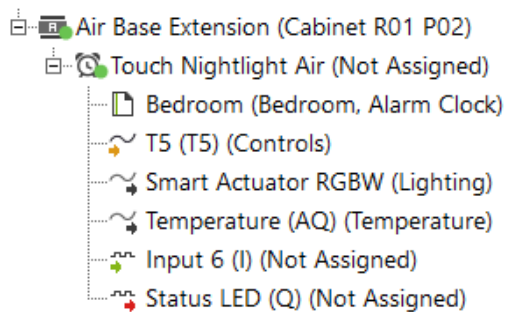 Air Base Extension (Cabinet R01 P02)
Touch Nightlight Air (Not Assigned)
Bedroom (Bedroom, Alarm Clock)
T5 (T5) (Controls)
Smart Actuator RGBW (Lighting)
Temperature (AQ) (Temperature)
Input 6 (I) (Not Assigned)
Status LED (Q) (Not Assigned)